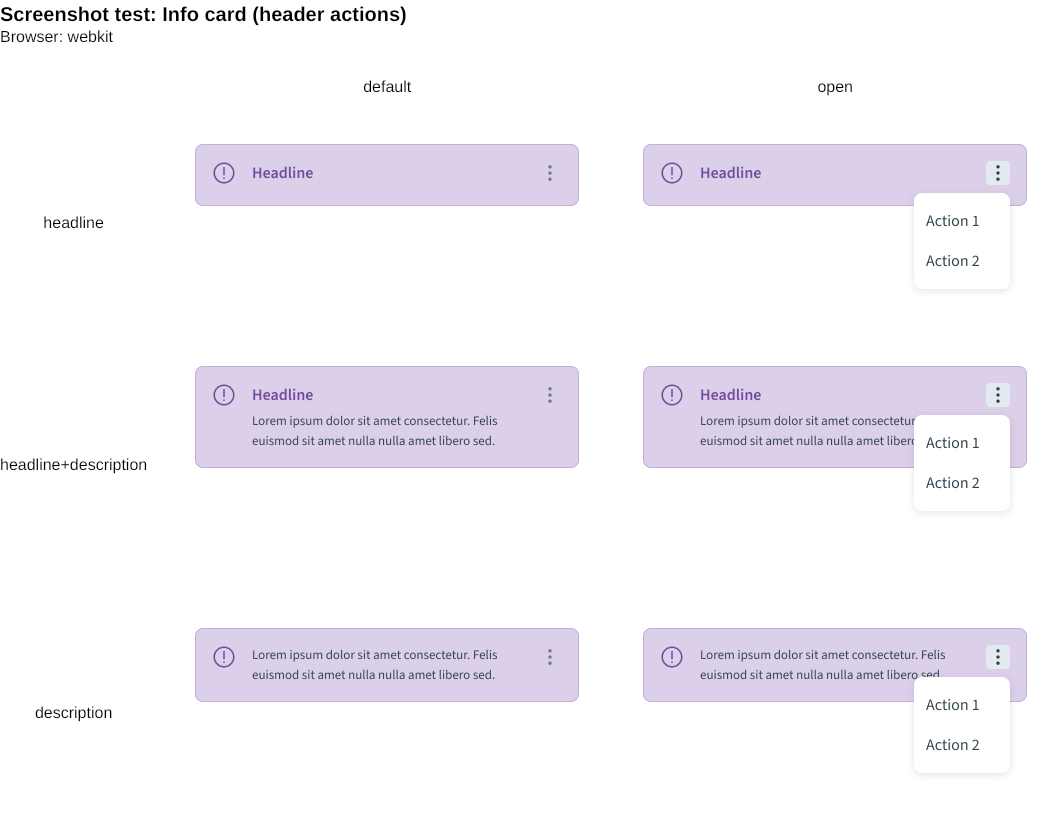 Screenshot test: Info card (header actions)
Browser: webkit
default
open
headline
Headline
Headline
Action 1
Action 2
headline+description
Headline
Lorem ipsum dolor sit amet consectetur. Felis
euismod sit amet nulla nulla amet libero sed.
Headline
Lorem ipsum dolor sit amet consectetur
euismod sit amet nulla nulla amet libero
Action 1
Action 2
description
Lorem ipsum dolor sit amet consectetur. Felis
euismod sit amet nulla nulla amet libero sed.
Lorem ipsum dolor sit amet consectetur. Felis
euismod sit amet nulla nulla amet libero sed
Action 1
Action 2